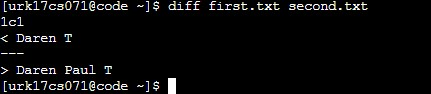 [urk17cs071@code ~]$ diff first.txt second.txt
1c1
< Daren T
---
> Daren Paul T
[urk17cs071@code ~]$